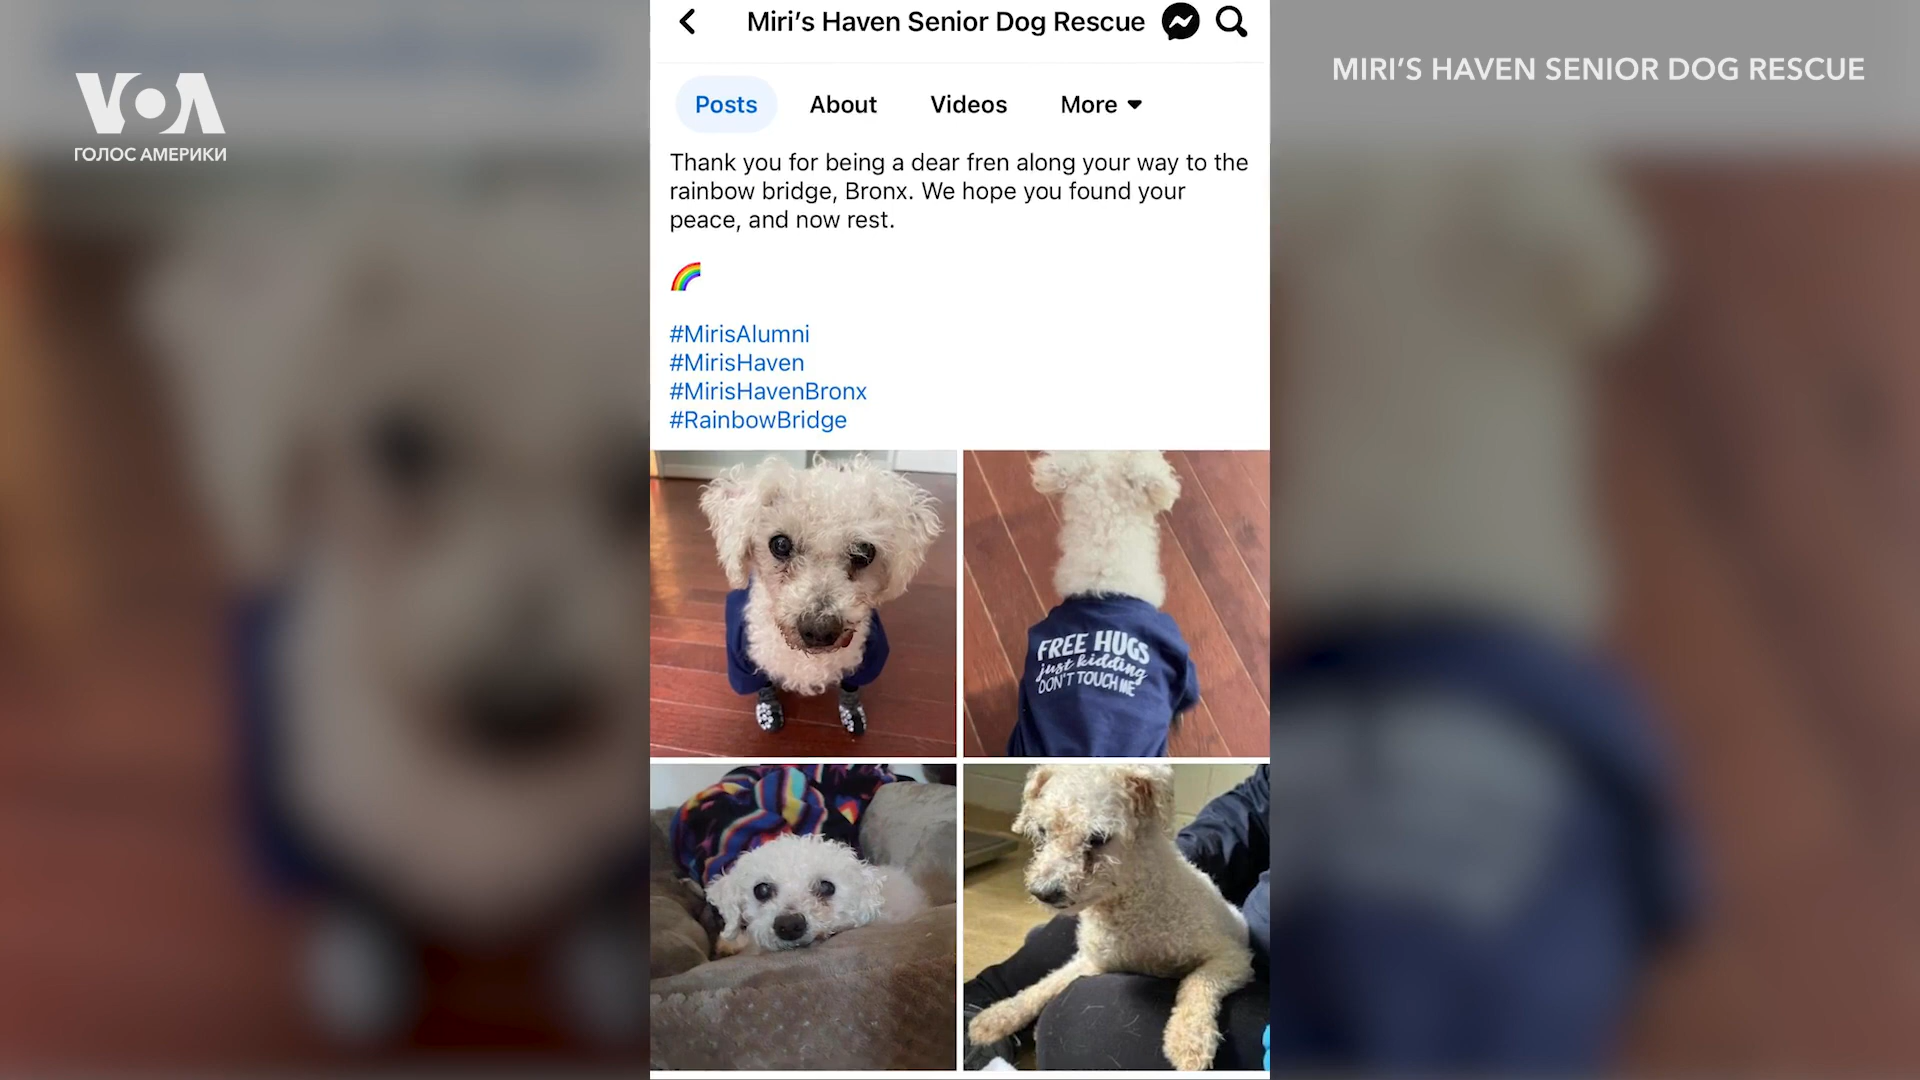 Miri’s Haven Senior Dog Rescue
VOA
ГОЛОС АМЕРИКИ
MIRI’S HAVEN SENIOR DOG RESCUE
Posts About Videos More
Thank you for being a dear fren along your way to the
rainbow bridge, Bronx. We hope you found your
peace, and now rest.
🌈
#MirisAlumni
#MirisHaven
#MirisHavenBronx
#RainbowBridge
FREE HUGS
just kidding
DON'T TOUCH ME